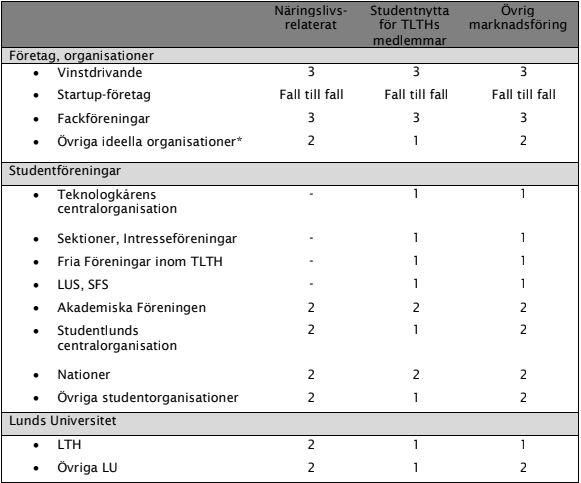 Näringslivs- Studentnytta Övrig
relaterat för TLTHs marknadsföring
medlemmar
Företag, organisationer
• Vinstdrivande 3 3 3
• Startup-företag Fall till fall Fall till fall Fall till fall
• Fackföreningar 3 3 3
• Övriga ideella organisationer* 2 1 2
Studentföreningar
• Teknologkårens - 1 1
centralorganisation
• Sektioner, Intresseföreningar - 1 1
• Fria Föreningar inom TLTH - 1 1
• LUS, SFS - 1 1
• Akademiska Föreningen 2 2 2
• Studentlunds 2 1 2
centralorganisation
• Nationer 2 2 2
• Övriga studentorganisationer 2 1 2
Lunds Universitet
• LTH 2 1 1
• Övriga LU 2 1 2